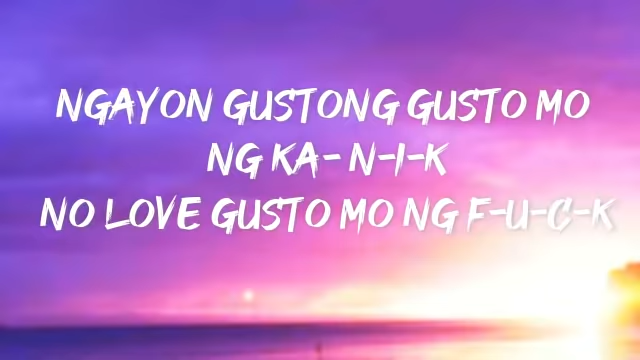 NGAYON GUSTONG GUSTO MO
NG KA- N-I-K
NO LOVE GUSTO MO NG F-U-C-K